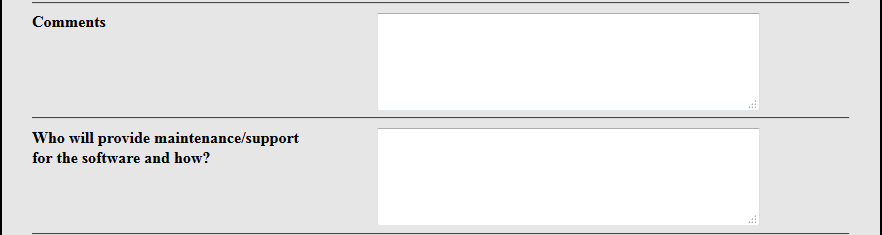 Comments
Who will provide maintenance/support
for the software and how?